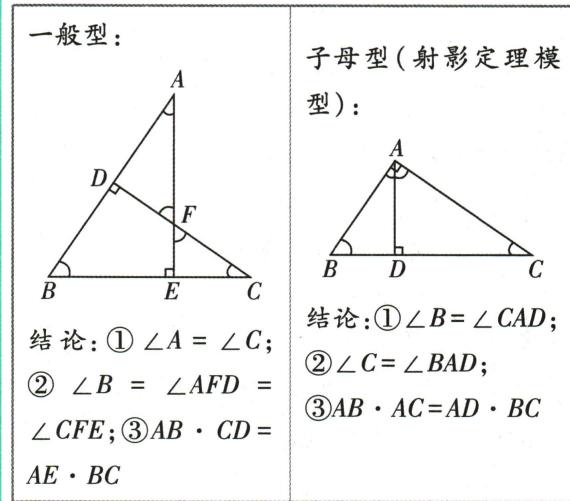 一般型：
A
D
F
B E C
结论：① ∠A = ∠C；
② ∠B = ∠AFD =
∠CFE；③AB · CD =
AE · BC
子母型（射影定理模
型）：
A
B D C
结论：①∠B = ∠CAD；
②∠C = ∠BAD；
③AB · AC = AD · BC